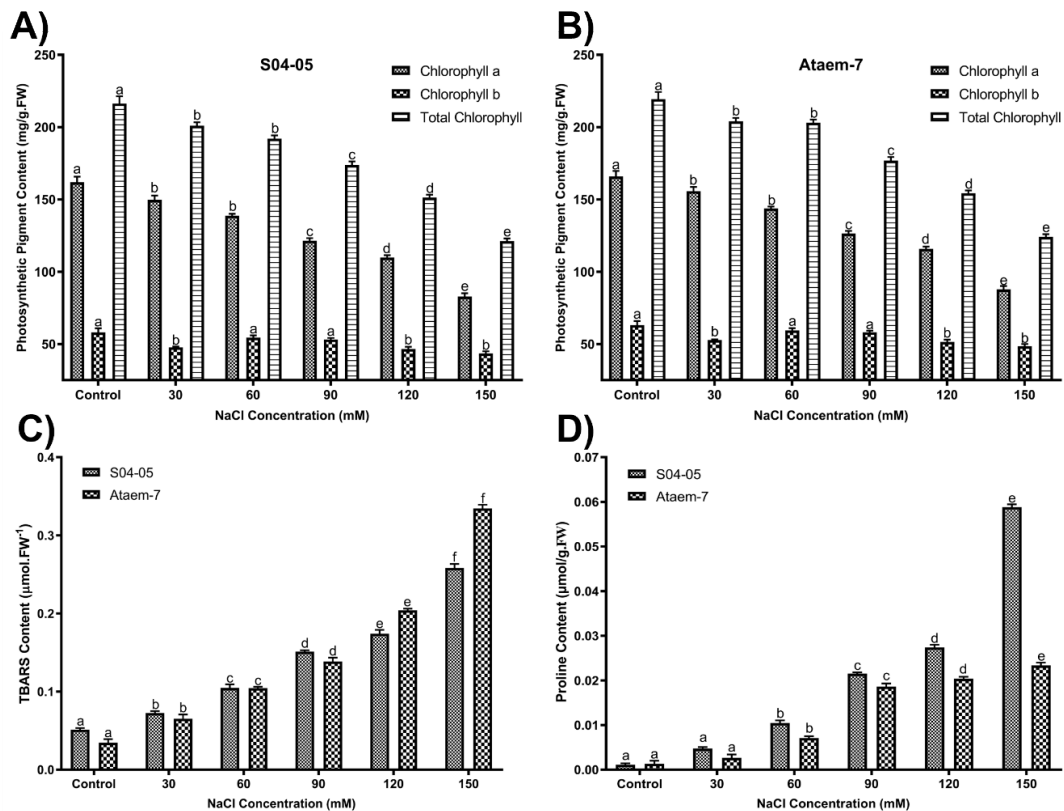 A)
S04-05
Chlorophyll a
Chlorophyll b
Total Chlorophyll
Photosynthetic Pigment Content (mg/g.FW)
250
200
150
100
50
a a a
b b b
b a b
c a c
d b d
e b e
Control 30 60 90 120 150
NaCl Concentration (mM)
B)
Ataem-7
Chlorophyll a
Chlorophyll b
Total Chlorophyll
Photosynthetic Pigment Content (mg/g.FW)
250
200
150
100
50
a a a
b b b
b a b
c a c
d b d
e b e
Control 30 60 90 120 150
NaCl Concentration (mM)
C)
S04-05
Ataem-7
TBARS Content (µmol.FW⁻¹)
0.4
0.3
0.2
0.1
0.0
a a
b b
c c
d d
e e
f f
Control 30 60 90 120 150
NaCl Concentration (mM)
D)
S04-05
Ataem-7
Proline Content (µmol/g.FW)
0.07
0.06
0.05
0.04
0.03
0.02
0.01
0.00
a a
a a
b b
c c
d d
e e
Control 30 60 90 120 150
NaCl Concentration (mM)